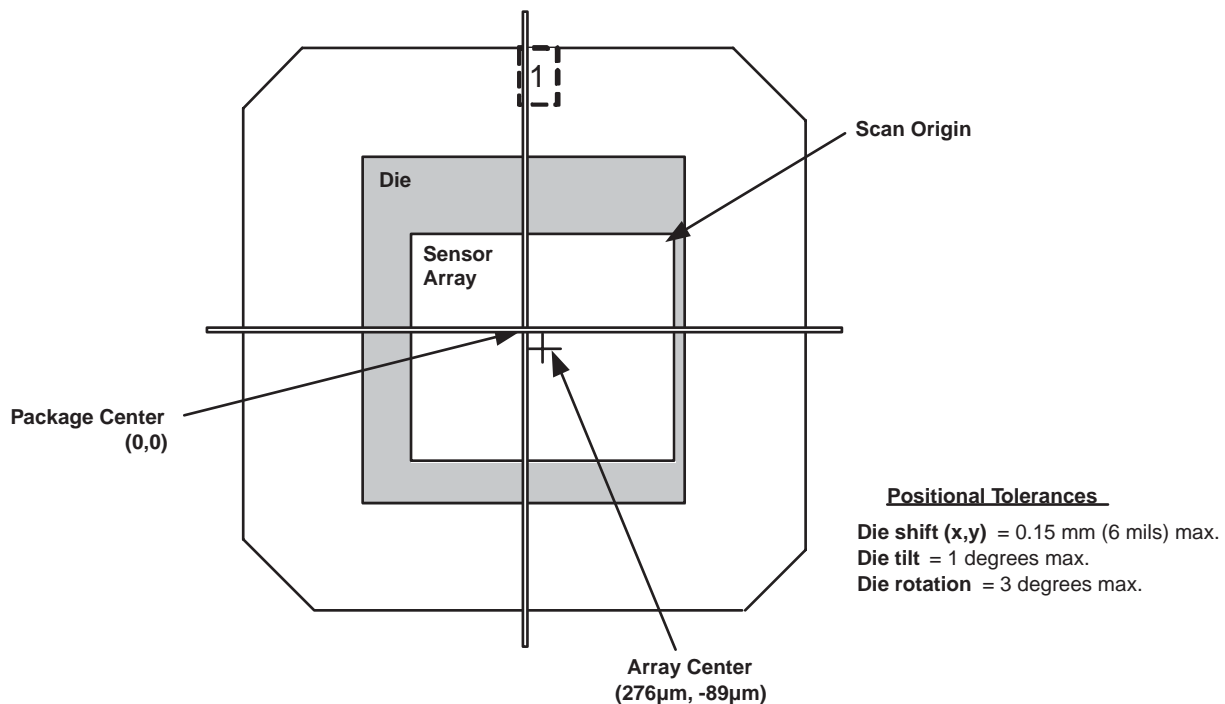 1
Scan Origin
Die
Sensor
Array
Package Center
(0,0)
Positional Tolerances
Die shift (x,y) = 0.15 mm (6 mils) max.
Die tilt = 1 degrees max.
Die rotation = 3 degrees max.
Array Center
(276µm, -89µm)